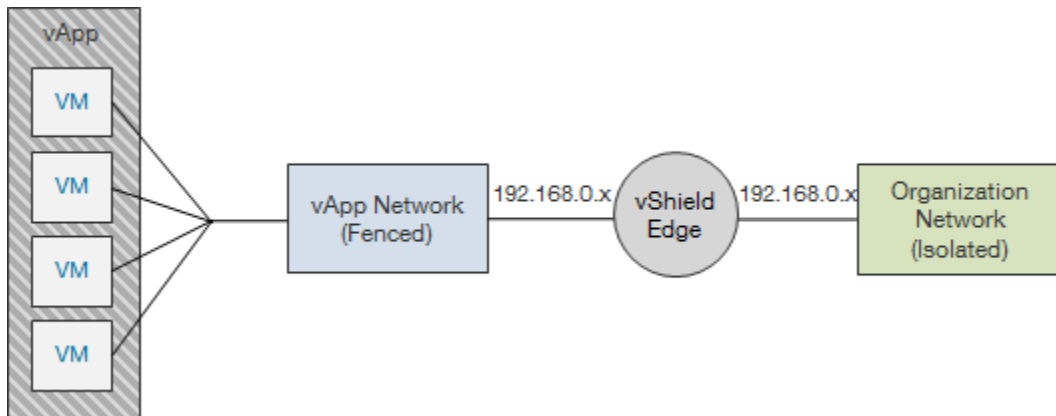 vApp
VM
VM
VM
VM
vApp Network
(Fenced)
192.168.0.x
vShield
Edge
192.168.0.x
Organization
Network
(Isolated)